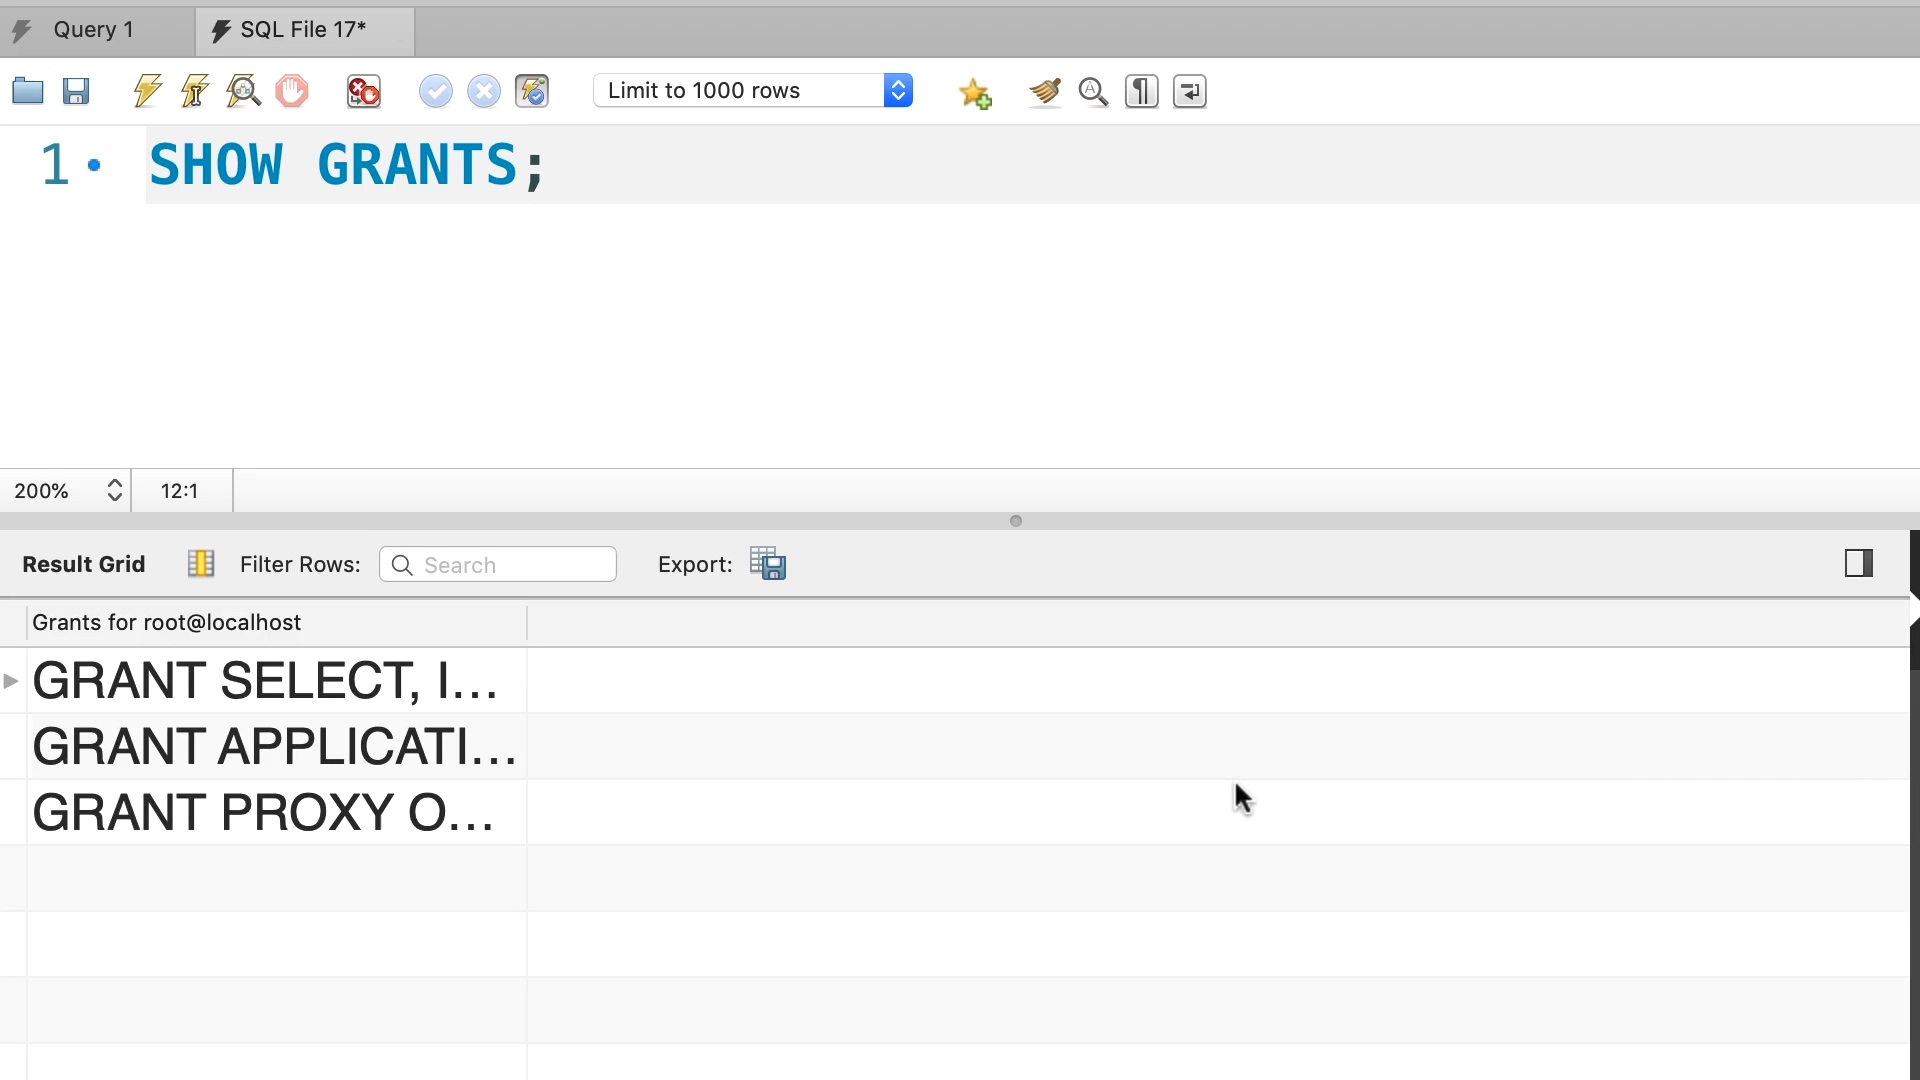 Query 1
SQL File 17*
Limit to 1000 rows
1
SHOW GRANTS;
200%
12:1
Result Grid
Filter Rows:
Search
Export:
Grants for root@localhost
GRANT SELECT, I...
GRANT APPLICATI...
GRANT PROXY O...